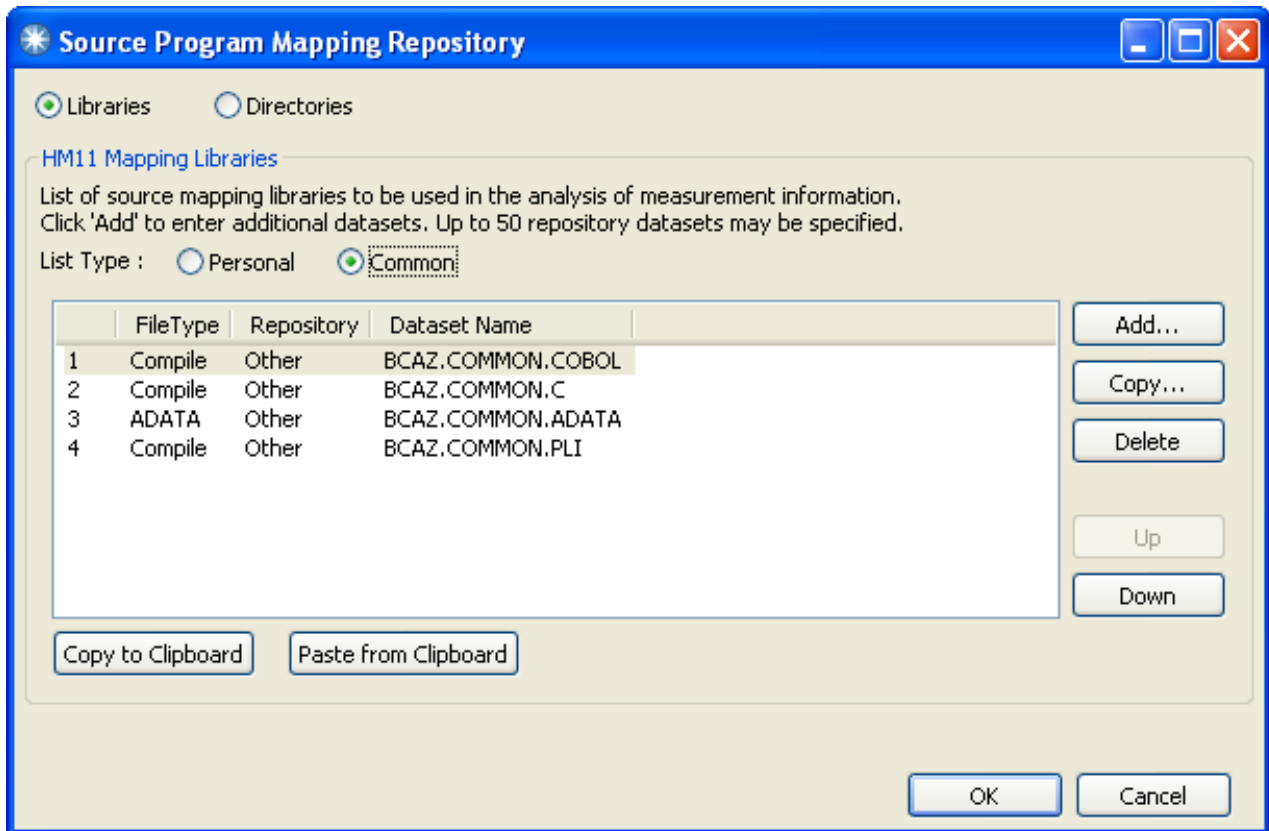 Source Program Mapping Repository
Libraries Directories
HM11 Mapping Libraries
List of source mapping libraries to be used in the analysis of measurement information.
Click 'Add' to enter additional datasets. Up to 50 repository datasets may be specified.
List Type : Personal Common
FileType Repository Dataset Name
1 Compile Other BCAZ.COMMON.COBOL
2 Compile Other BCAZ.COMMON.C
3 ADATA Other BCAZ.COMMON.ADATA
4 Compile Other BCAZ.COMMON.PLI
Add...
Copy...
Delete
Up
Down
Copy to Clipboard Paste from Clipboard
OK Cancel